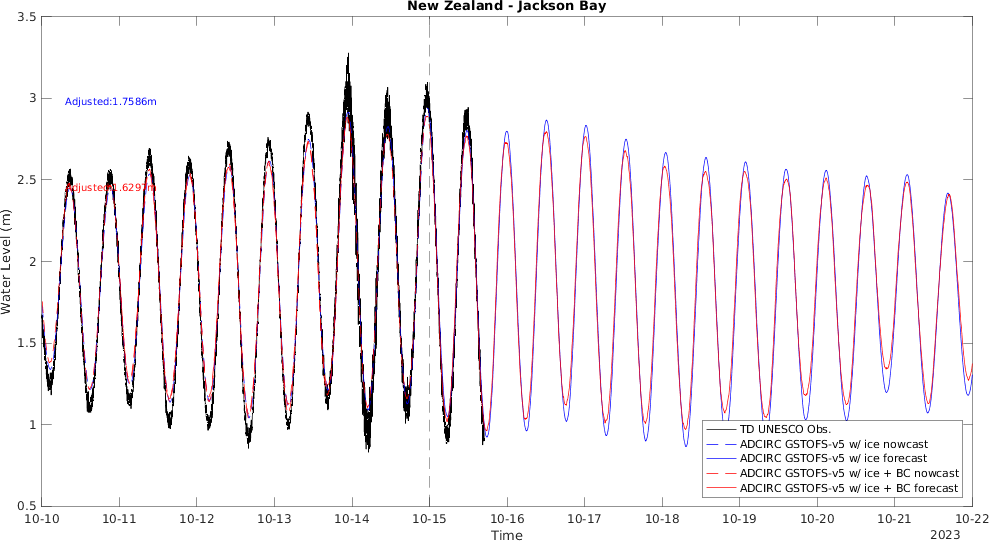 New Zealand - Jackson Bay
3.5
3
2.5
2
1.5
1
0.5
Water Level (m)
Adjusted:1.7586m
Adjusted:1.6297m
TD UNESCO Obs.
ADCIRC GSTOFS-v5 w/ ice nowcast
ADCIRC GSTOFS-v5 w/ ice forecast
ADCIRC GSTOFS-v5 w/ ice + BC nowcast
ADCIRC GSTOFS-v5 w/ ice + BC forecast
10-10 10-11 10-12 10-13 10-14 10-15 10-16 10-17 10-18 10-19 10-20 10-21 10-22
Time
2023